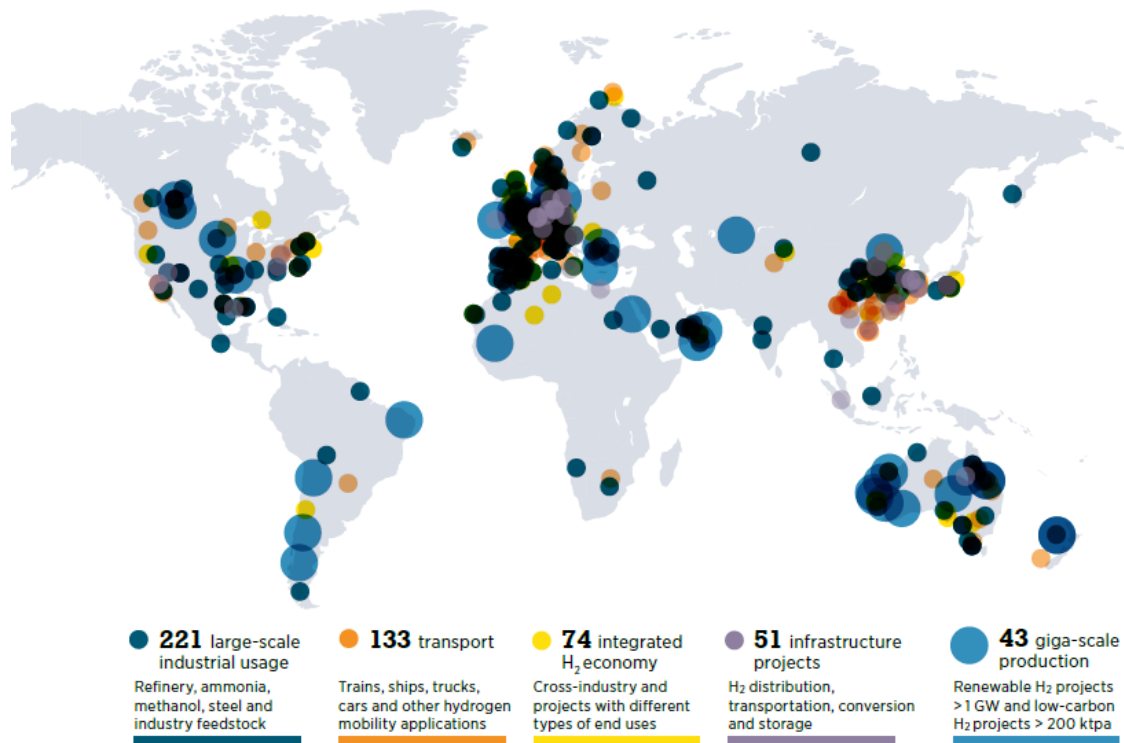 221 large-scale
industrial usage
Refinery, ammonia,
methanol, steel and
industry feedstock
133 transport
Trains, ships, trucks,
cars and other hydrogen
mobility applications
74 integrated
H₂ economy
Cross-industry and
projects with different
types of end uses
51 infrastructure
projects
H₂ distribution,
transportation, conversion
and storage
43 giga-scale
production
Renewable H₂ projects
>1 GW and low-carbon
H₂ projects > 200 ktpa